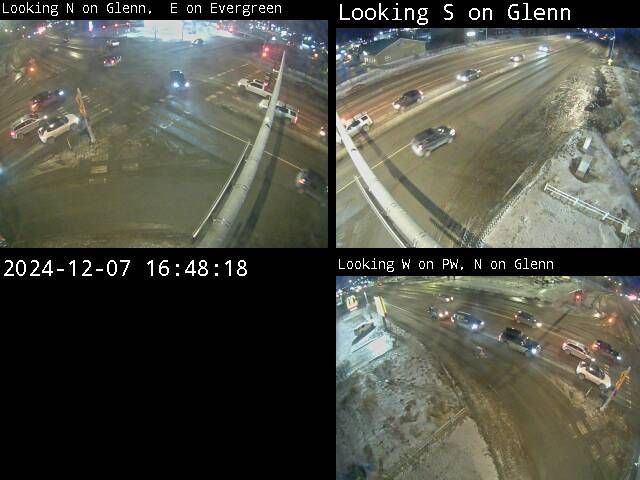 Looking N on Glenn,  E on Evergreen
Looking S on Glenn
2024-12-07 16:48:18
Looking W on PW, N on Glenn